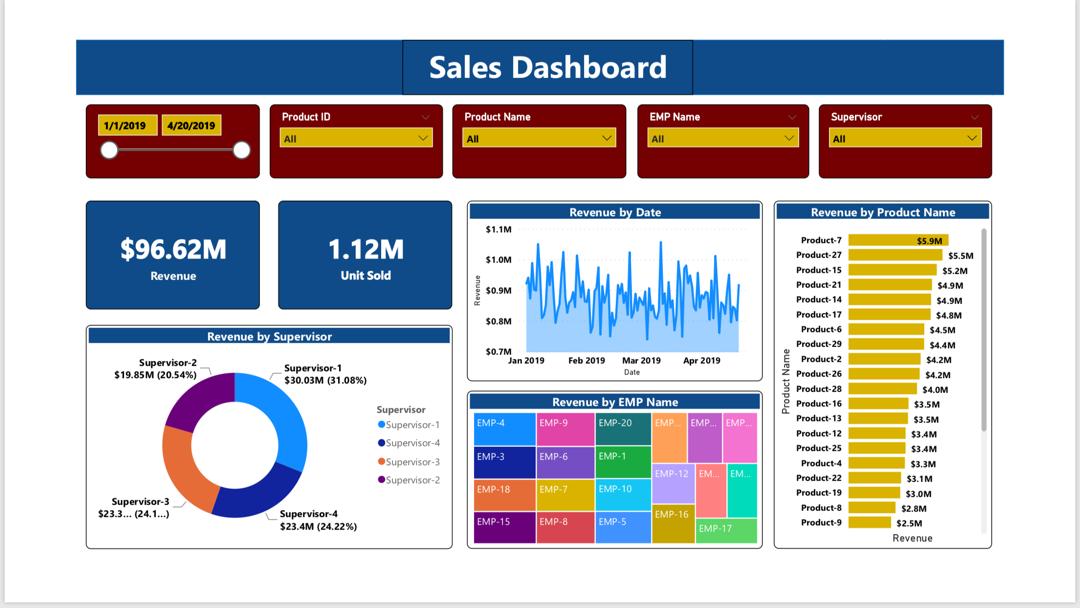 Sales Dashboard
1/1/2019 4/20/2019
Product ID
All
Product Name
All
EMP Name
All
Supervisor
All
$96.62M
Revenue
1.12M
Unit Sold
Revenue by Supervisor
Supervisor-2
$19.85M (20.54%)
Supervisor-1
$30.03M (31.08%)
Supervisor-3
$23.3... (24.1...)
Supervisor-4
$23.4M (24.22%)
Supervisor
Supervisor-1
Supervisor-4
Supervisor-3
Supervisor-2
Revenue by Date
Revenue
$1.1M
$1.0M
$0.9M
$0.8M
$0.7M
Jan 2019 Feb 2019 Mar 2019 Apr 2019
Date
Revenue by EMP Name
EMP-4 EMP-9 EMP-20 EMP... EMP... EMP...
EMP-3 EMP-6 EMP-1 EMP-12 EM... EM...
EMP-18 EMP-7 EMP-10 EMP-16
EMP-15 EMP-8 EMP-5 EMP-17
Revenue by Product Name
Product Name
Product-7 $5.9M
Product-27 $5.5M
Product-15 $5.2M
Product-21 $4.9M
Product-14 $4.9M
Product-17 $4.8M
Product-6 $4.5M
Product-29 $4.4M
Product-2 $4.2M
Product-26 $4.2M
Product-28 $4.0M
Product-16 $3.5M
Product-13 $3.5M
Product-12 $3.4M
Product-25 $3.4M
Product-4 $3.3M
Product-22 $3.1M
Product-19 $3.0M
Product-8 $2.8M
Product-9 $2.5M
Revenue